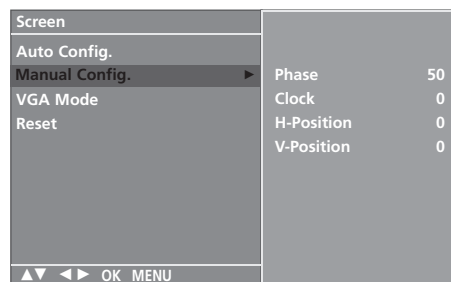 Screen
Auto Config.
Manual Config. ▶
VGA Mode
Reset
Phase 50
Clock 0
H-Position 0
V-Position 0
▲▼ ◀▶ OK MENU